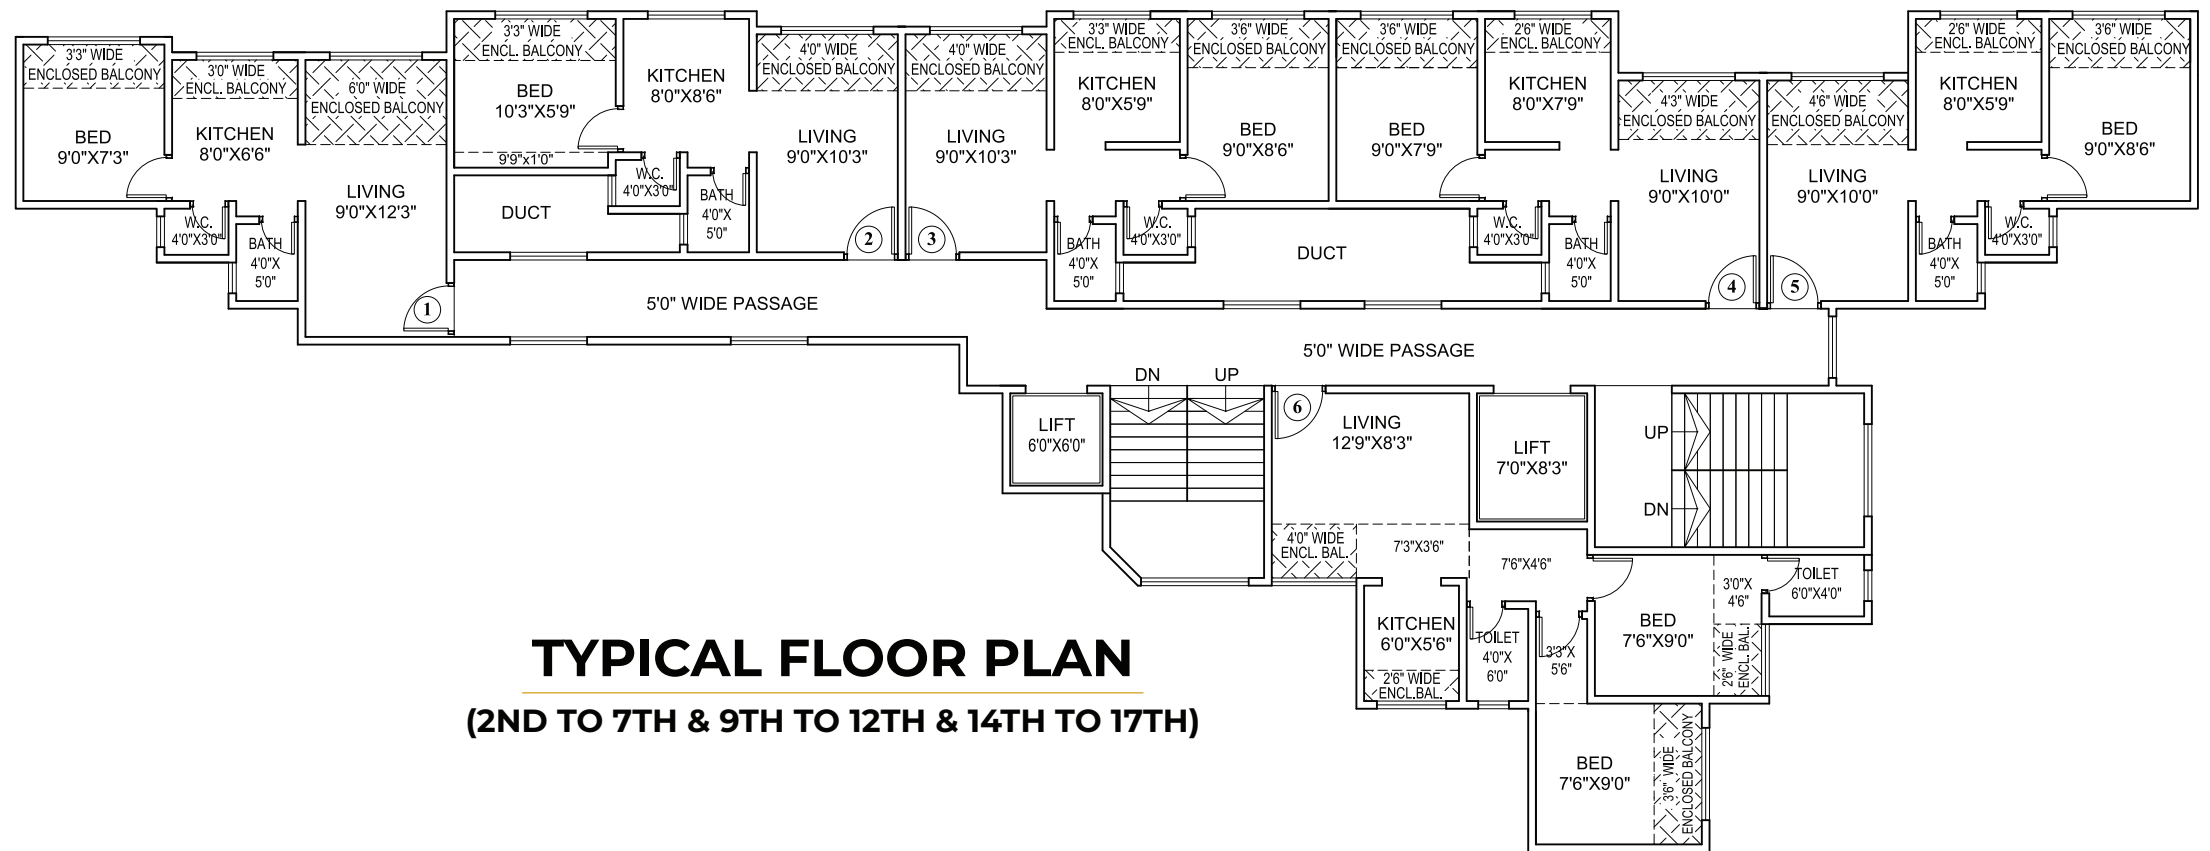 3'3" WIDE
ENCLOSED BALCONY
BED
9'0"X7'3"
3'0" WIDE
ENCL. BALCONY
KITCHEN
8'0"X6'6"
W.C.
4'0"X3'0"
BATH
4'0"X
5'0"
6'0" WIDE
ENCLOSED BALCONY
LIVING
9'0"X12'3"
1
3'3" WIDE
ENCL. BALCONY
BED
10'3"X5'9"
9'9"x1'0"
KITCHEN
8'0"X8'6"
W.C.
4'0"X3'0"
BATH
4'0"X
5'0"
DUCT
4'0" WIDE
ENCLOSED BALCONY
LIVING
9'0"X10'3"
2
4'0" WIDE
ENCLOSED BALCONY
LIVING
9'0"X10'3"
3
3'3" WIDE
ENCL. BALCONY
KITCHEN
8'0"X5'9"
BATH
4'0"X
5'0"
W.C.
4'0"X3'0"
3'6" WIDE
ENCLOSED BALCONY
BED
9'0"X8'6"
3'6" WIDE
ENCLOSED BALCONY
BED
9'0"X7'9"
DUCT
2'6" WIDE
ENCL. BALCONY
KITCHEN
8'0"X7'9"
W.C.
4'0"X3'0"
BATH
4'0"X
5'0"
4'3" WIDE
ENCLOSED BALCONY
LIVING
9'0"X10'0"
4
4'6" WIDE
ENCLOSED BALCONY
LIVING
9'0"X10'0"
5
2'6" WIDE
ENCL. BALCONY
KITCHEN
8'0"X5'9"
BATH
4'0"X
5'0"
W.C.
4'0"X3'0"
3'6" WIDE
ENCLOSED BALCONY
BED
9'0"X8'6"
5'0" WIDE PASSAGE
5'0" WIDE PASSAGE
LIFT
6'0"X6'0"
DN
UP
6
LIVING
12'9"X8'3"
LIFT
7'0"X8'3"
UP
DN
4'0" WIDE
ENCL. BAL.
7'3"X3'6"
7'6"X4'6"
KITCHEN
6'0"X5'6"
2'6" WIDE
ENCL.BAL.
TOILET
4'0"X
6'0"
3'3"X
5'6"
BED
7'6"X9'0"
3'0"X
4'6"
TOILET
6'0"X4'0"
2'6" WIDE
ENCL. BAL.
BED
7'6"X9'0"
3'6" WIDE
ENCLOSED BALCONY
TYPICAL FLOOR PLAN
(2ND TO 7TH & 9TH TO 12TH & 14TH TO 17TH)